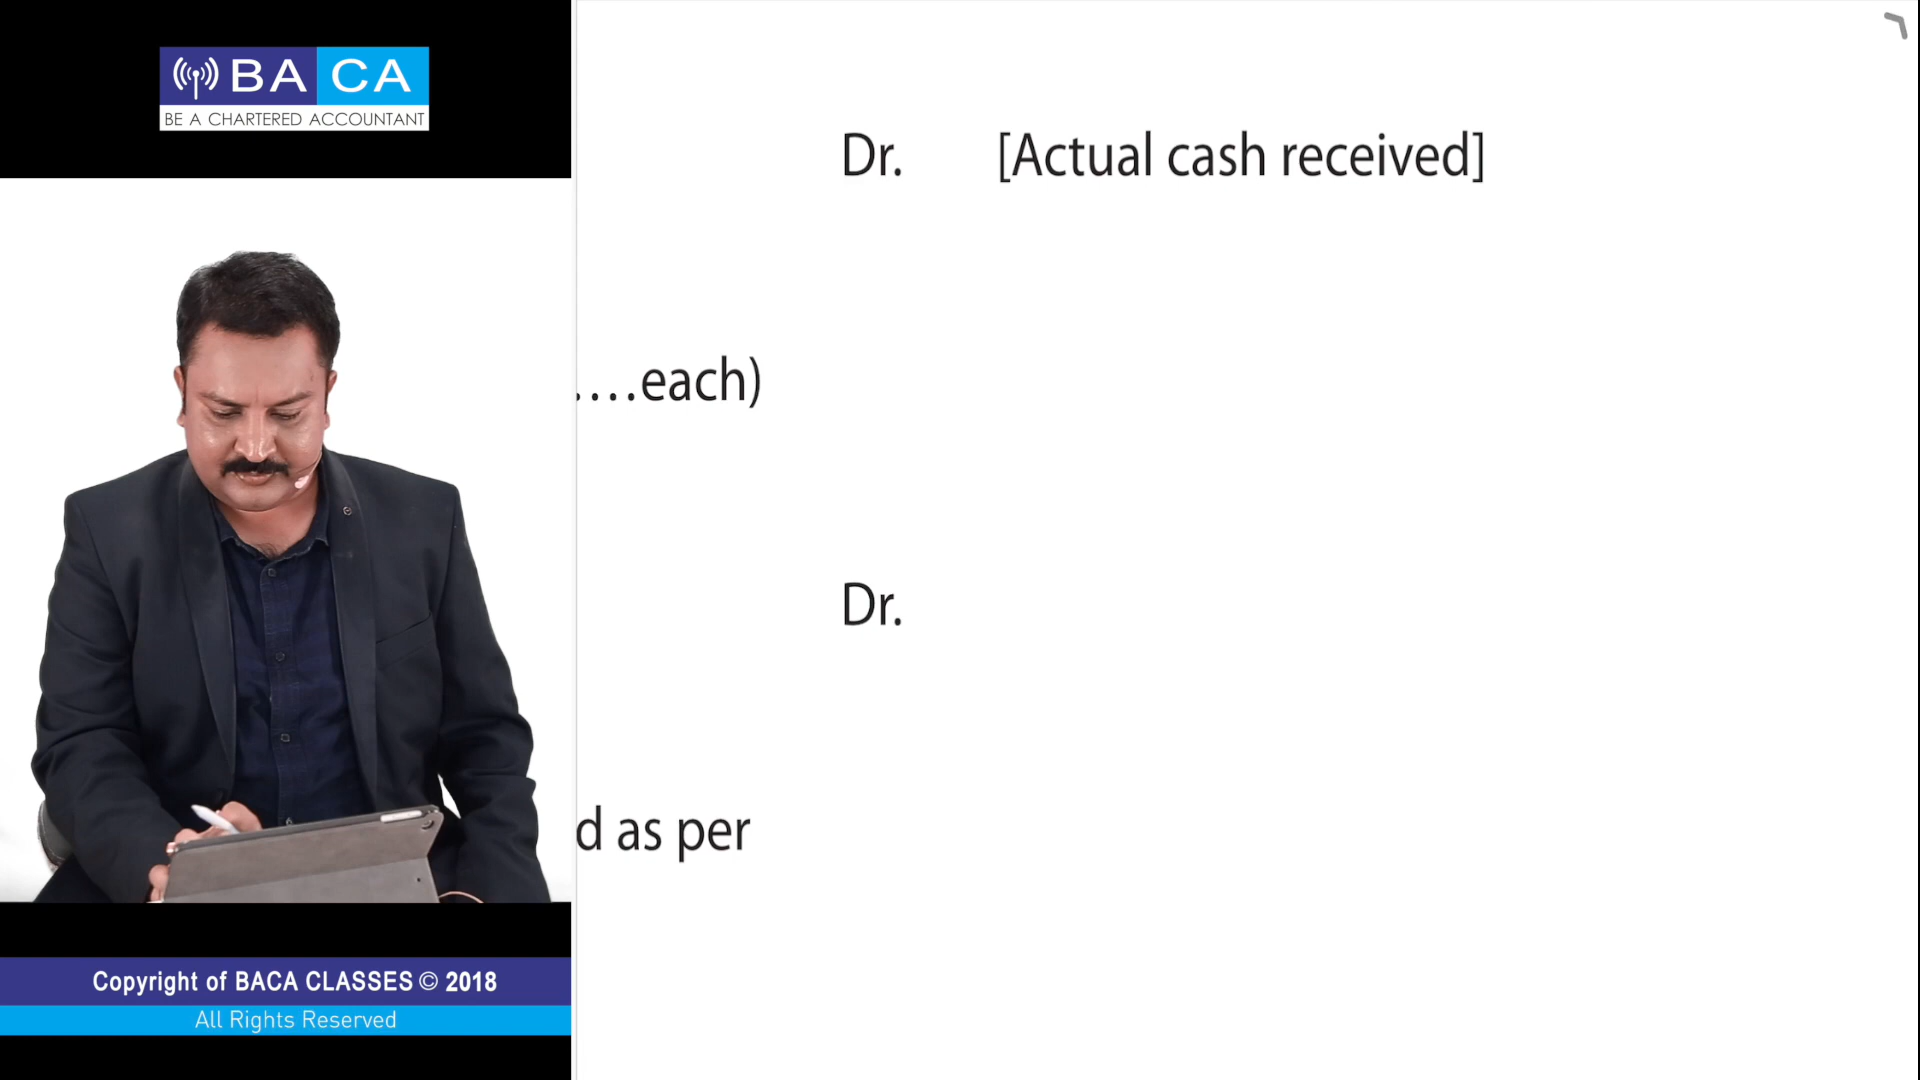 BA CA
BE A CHARTERED ACCOUNTANT
Dr. [Actual cash received]
....each)
Dr.
d as per
Copyright of BACA CLASSES © 2018
All Rights Reserved